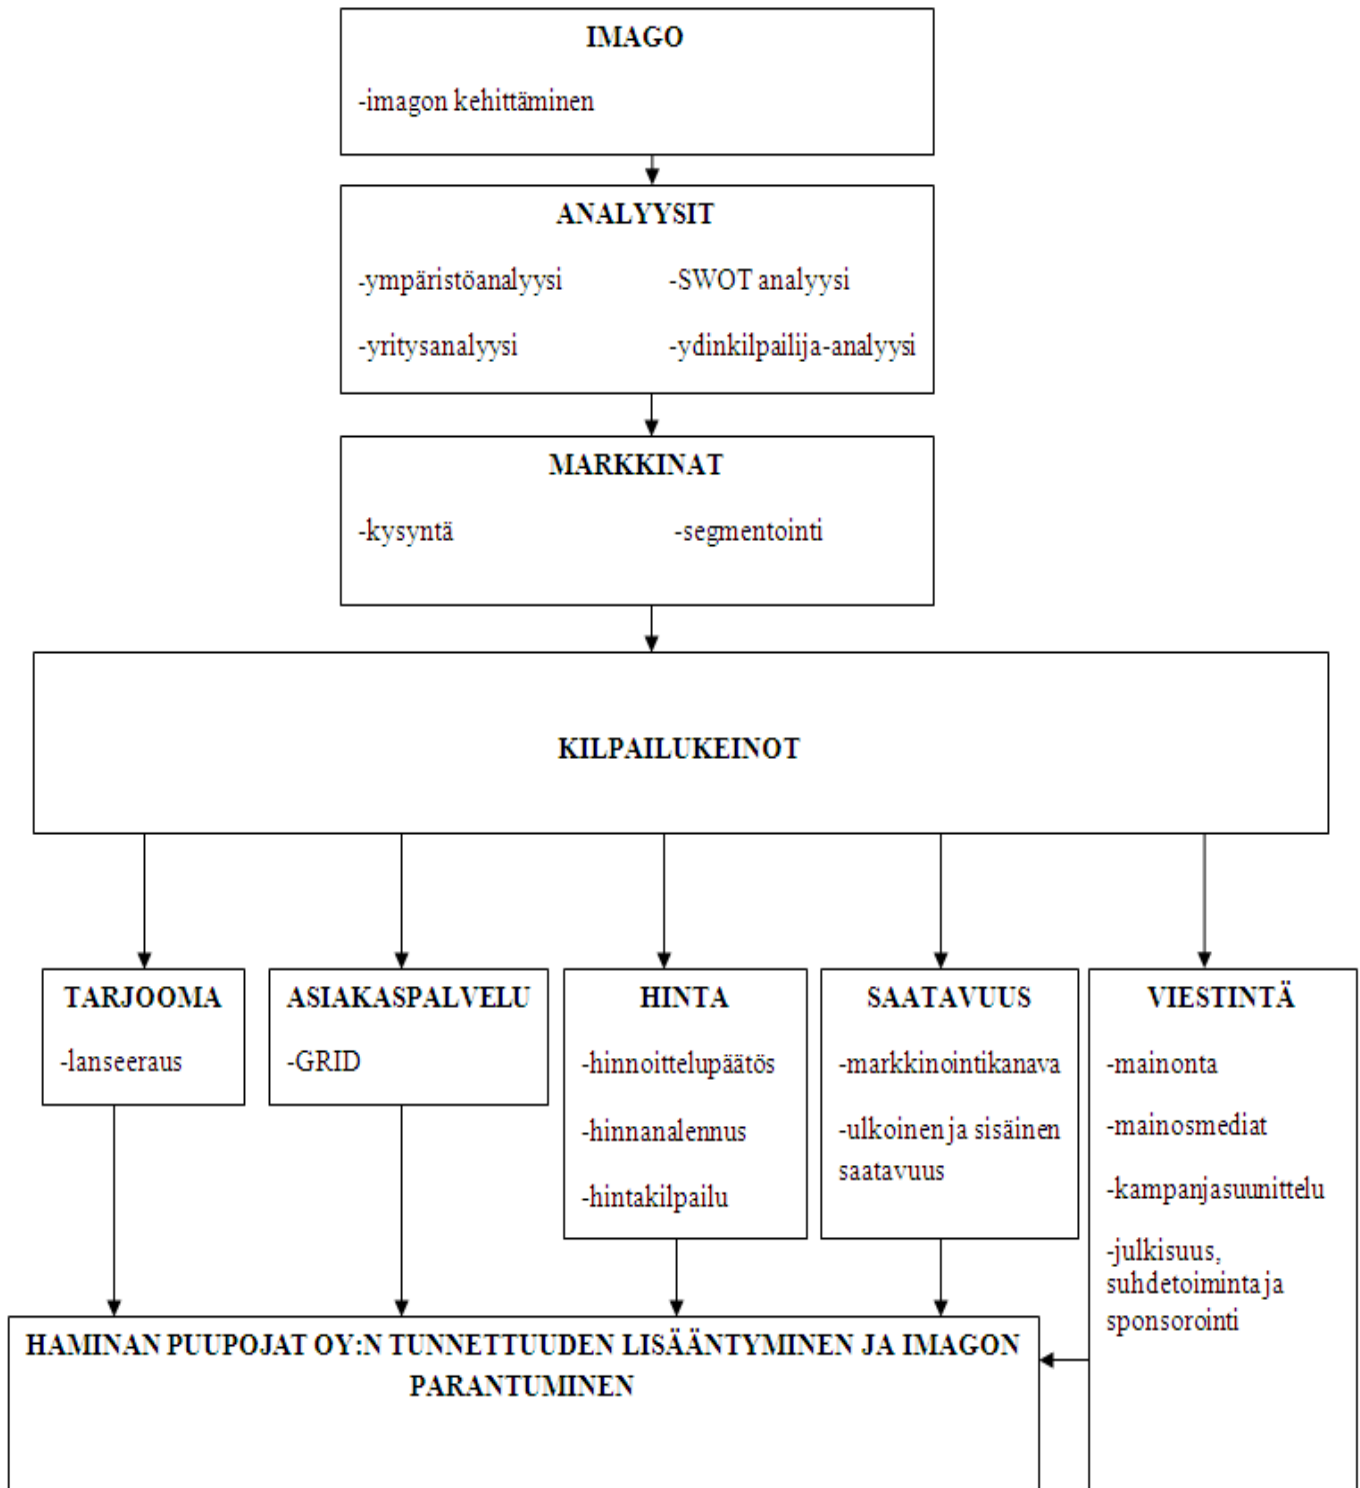 IMAGO
-imagon kehittäminen
ANALYYSIT
-ympäristöanalyysi -SWOT analyysi
-yritysanalyysi -ydinkilpailija-analyysi
MARKKINAT
-kysyntä -segmentointi
KILPAILUKEINOT
TARJOOMA
-lanseeraus
ASIAKASPALVELU
-GRID
HINTA
-hinnoittelupäätös
-hinnanalennus
-hintakilpailu
SAATAVUUS
-markkinointikanava
-ulkoinen ja sisäinen
saatavuus
VIESTINTÄ
-mainonta
-mainosmediat
-kampanjasuunittelu
-julkisuus,
suhdetoiminta ja
sponsorointi
HAMINAN PUUPOJAT OY:N TUNNETTUUDEN LISÄÄNTYMINEN JA IMAGON
PARANTUMINEN